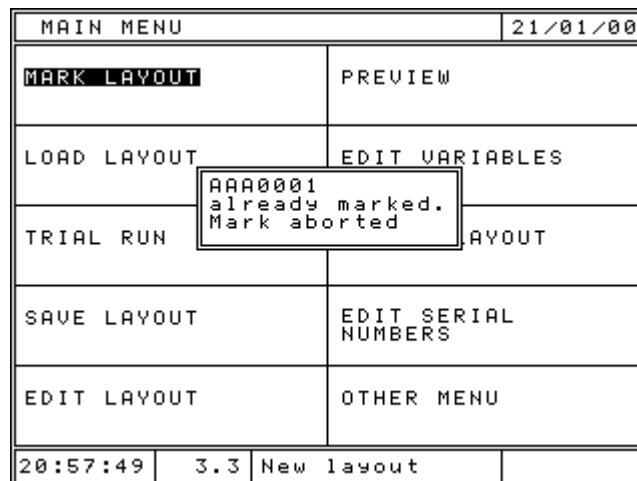 MAIN MENU 21/01/00
MARK LAYOUT PREVIEW
LOAD LAYOUT EDIT VARIABLES
AAA0001
already marked.
Mark aborted
TRIAL RUN AYOUT
SAVE LAYOUT EDIT SERIAL
NUMBERS
EDIT LAYOUT OTHER MENU
20:57:49 3.3 New layout